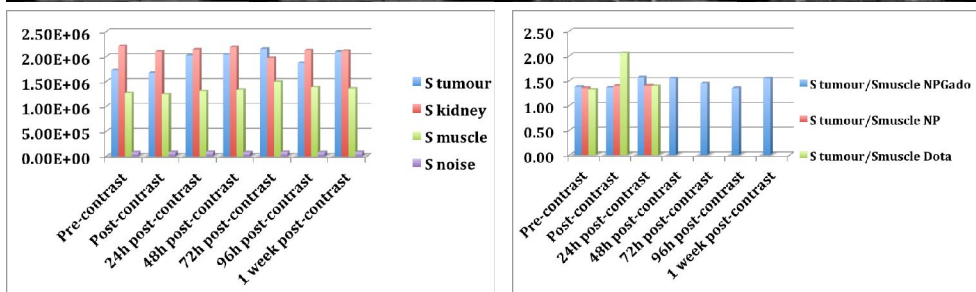 2.50E+06
2.00E+06
1.50E+06
1.00E+06
5.00E+05
0.00E+00
Pre-contrast
Post-contrast
24h post-contrast
48h post-contrast
72h post-contrast
96h post-contrast
1 week post-contrast
S tumour
S kidney
S muscle
S noise
2.50
2.00
1.50
1.00
0.50
0.00
Pre-contrast
Post-contrast
24h post-contrast
48h post-contrast
72h post-contrast
96h post-contrast
1 week post-contrast
S tumour/Smuscle NPGado
S tumour/Smuscle NP
S tumour/Smuscle Dota